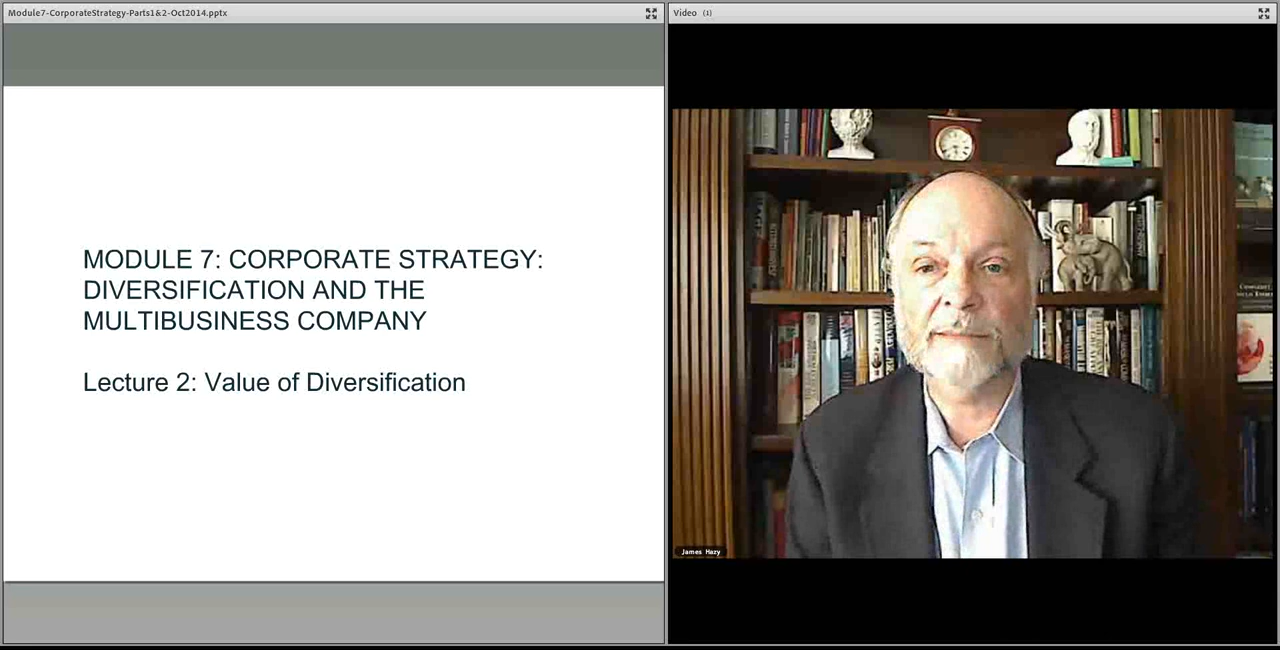 Module7-CorporateStrategy-Parts1&2-Oct2014.pptx
Video (1)
MODULE 7: CORPORATE STRATEGY:
DIVERSIFICATION AND THE
MULTIBUSINESS COMPANY
Lecture 2: Value of Diversification
James Hazy